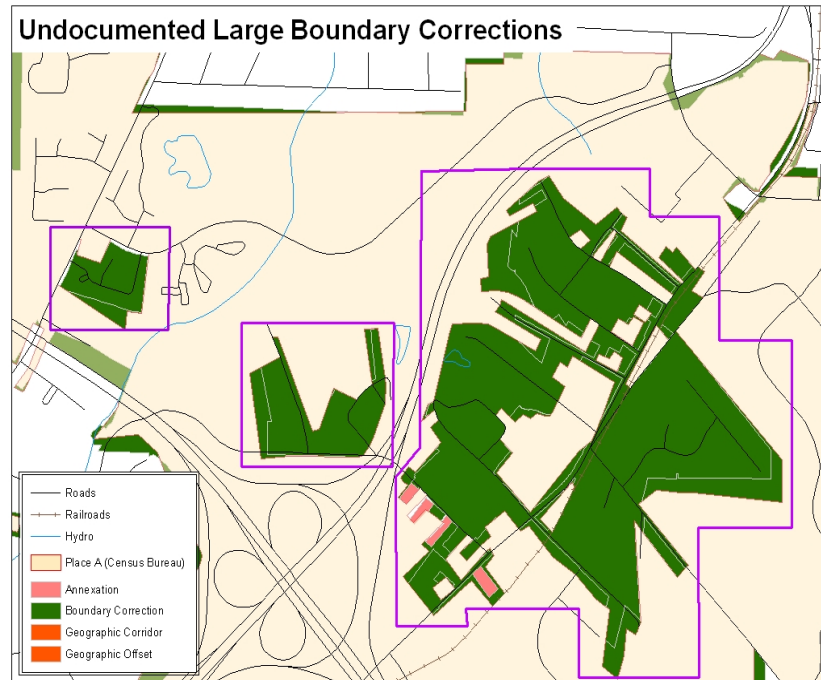 Undocumented Large Boundary Corrections
Roads
Railroads
Hydro
Place A (Census Bureau)
Annexation
Boundary Correction
Geographic Corridor
Geographic Offset